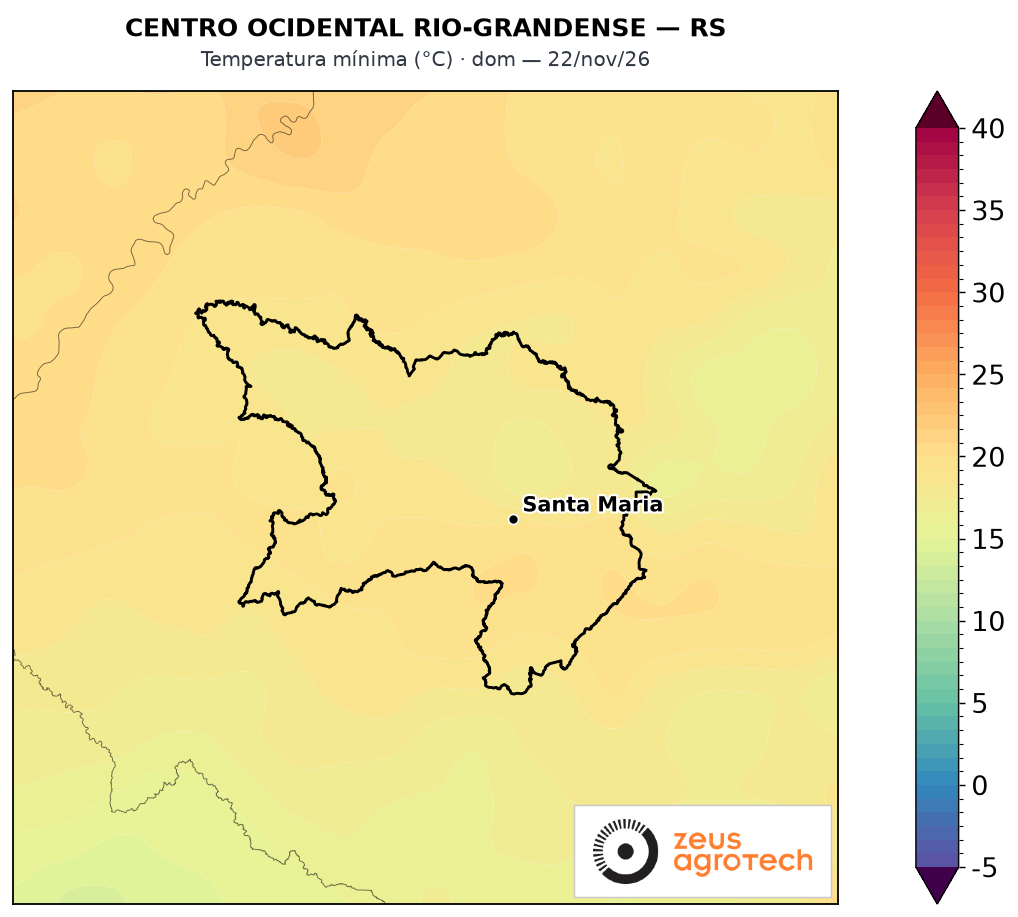 CENTRO OCIDENTAL RIO-GRANDENSE — RS
Temperatura mínima (°C) · dom — 22/nov/26
40
35
30
25
20
15
10
5
0
-5
Santa Maria
zeus
agrotech